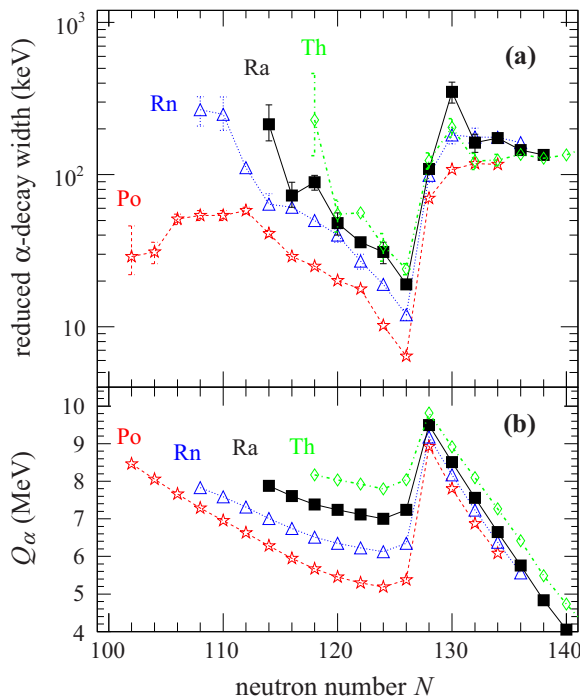 10³
(a)
Th
Ra
Rn
reduced α-decay width (keV)
10²
Po
10
10
(b)
Po
9
Rn
Ra
Th
8
Qα (MeV)
7
6
5
4
100
110
120
130
140
neutron number N